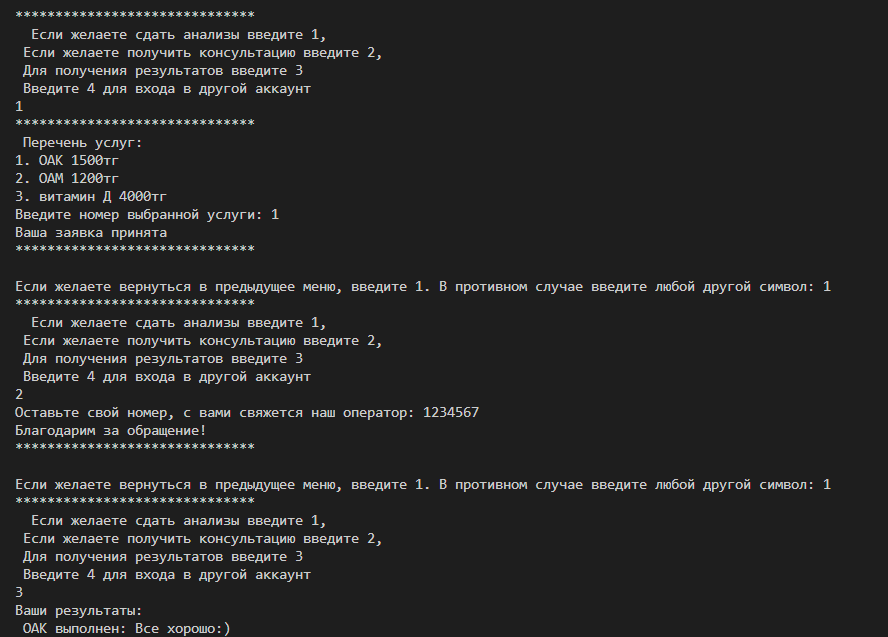 ******************************
  Если желаете сдать анализы введите 1,
 Если желаете получить консультацию введите 2,
 Для получения результатов введите 3
 Введите 4 для входа в другой аккаунт
1
******************************
 Перечень услуг:
1. ОАК 1500тг
2. ОАМ 1200тг
3. витамин Д 4000тг
Введите номер выбранной услуги: 1
Ваша заявка принята
******************************

Если желаете вернуться в предыдущее меню, введите 1. В противном случае введите любой другой символ: 1
******************************
  Если желаете сдать анализы введите 1,
 Если желаете получить консультацию введите 2,
 Для получения результатов введите 3
 Введите 4 для входа в другой аккаунт
2
Оставьте свой номер, с вами свяжется наш оператор: 1234567
Благодарим за обращение!
******************************

Если желаете вернуться в предыдущее меню, введите 1. В противном случае введите любой другой символ: 1
******************************
  Если желаете сдать анализы введите 1,
 Если желаете получить консультацию введите 2,
 Для получения результатов введите 3
 Введите 4 для входа в другой аккаунт
3
Ваши результаты:
 ОАК выполнен: Все хорошо:)